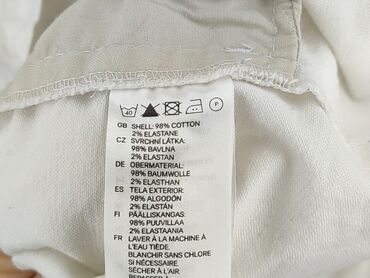 40 P
GB SHELL: 98% COTTON
2% ELASTANE
CZ SVRCHNI LÁTKA:
98% BAVLNA
2% ELASTAN
DE OBERMATERIAL:
98% BAUMWOLLE
2% ELASTHAN
ES TELA EXTERIOR:
98% ALGODÓN
2% ELASTÁN
FI PÄÄLLISKANGAS:
98% PUUVILLAA
2% ELASTAANIA
FR LAVER À LA MACHINE À
L'EAU TIÈDE.
BLANCHIR SANS CHLORE
SI NÉCESSAIRE
SÉCHER À L'AIR